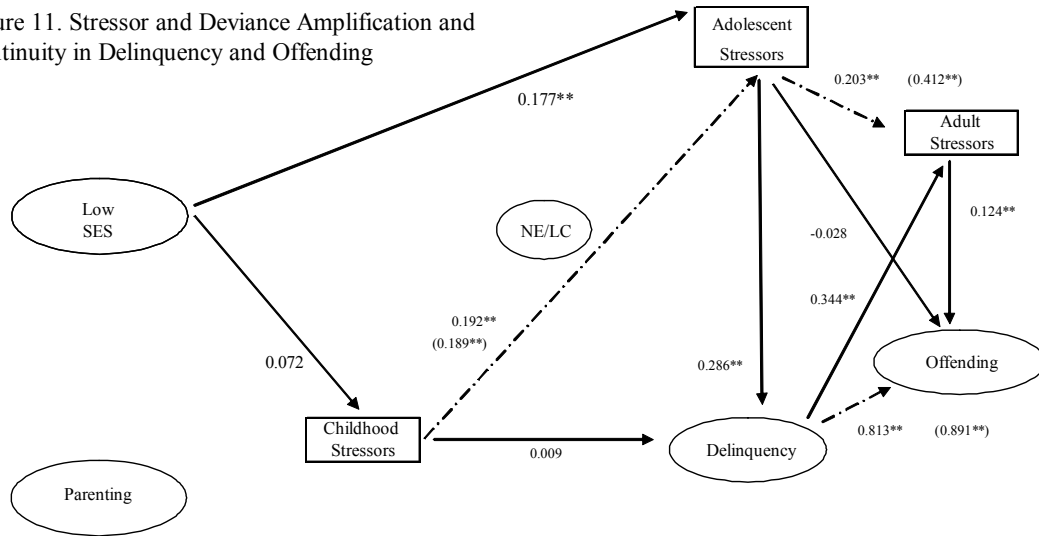 ure 11. Stressor and Deviance Amplification and
tinuity in Delinquency and Offending
Adolescent
Stressors
0.203** (0.412**)
0.177**
Adult
Stressors
Low
SES
NE/LC
0.124**
-0.028
0.344**
0.192**
(0.189**)
0.072
0.286**
Offending
Childhood
Stressors
0.009
Delinquency
0.813** (0.891**)
Parenting